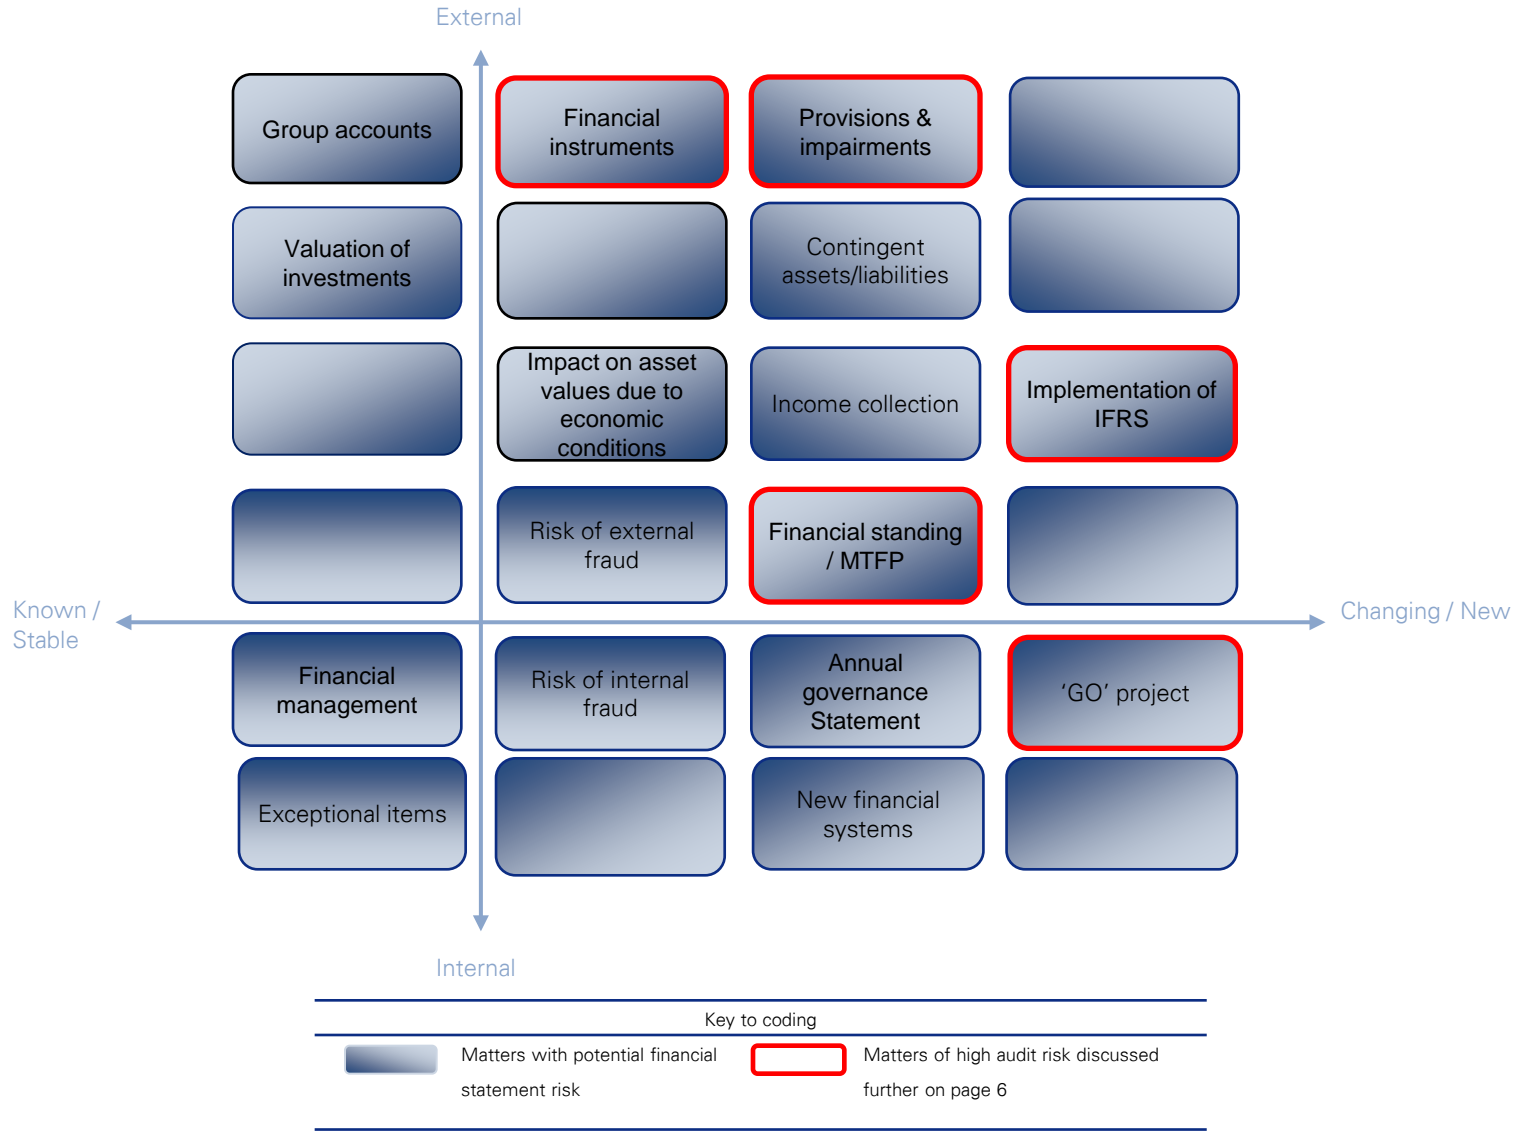 External
Group accounts
Financial
instruments
Provisions &
impairments
Valuation of
investments
Contingent
assets/liabilities
Impact on asset
values due to
economic
conditions
Income collection
Implementation of
IFRS
Risk of external
fraud
Financial standing
/ MTFP
Known /
Stable
Changing / New
Financial
management
Risk of internal
fraud
Annual
governance
Statement
‘GO’ project
Exceptional items
New financial
systems
Internal
Key to coding
Matters with potential financial
statement risk
Matters of high audit risk discussed
further on page 6